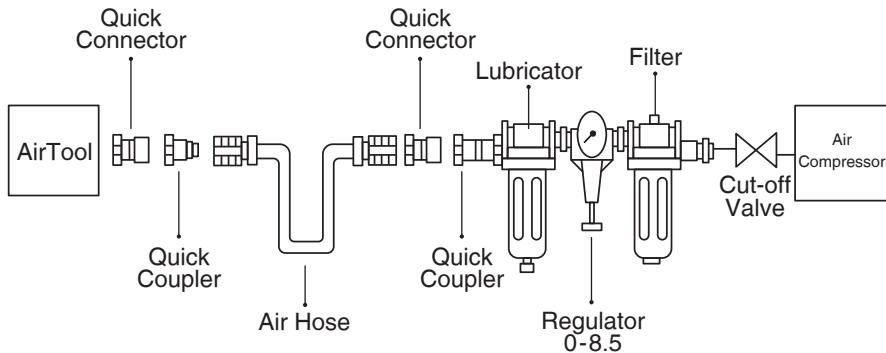 Quick
Connector
Quick
Connector
Lubricator
Filter
AirTool
Air
Compressor
Cut-off
Valve
Quick
Coupler
Quick
Coupler
Air Hose
Regulator
0-8.5